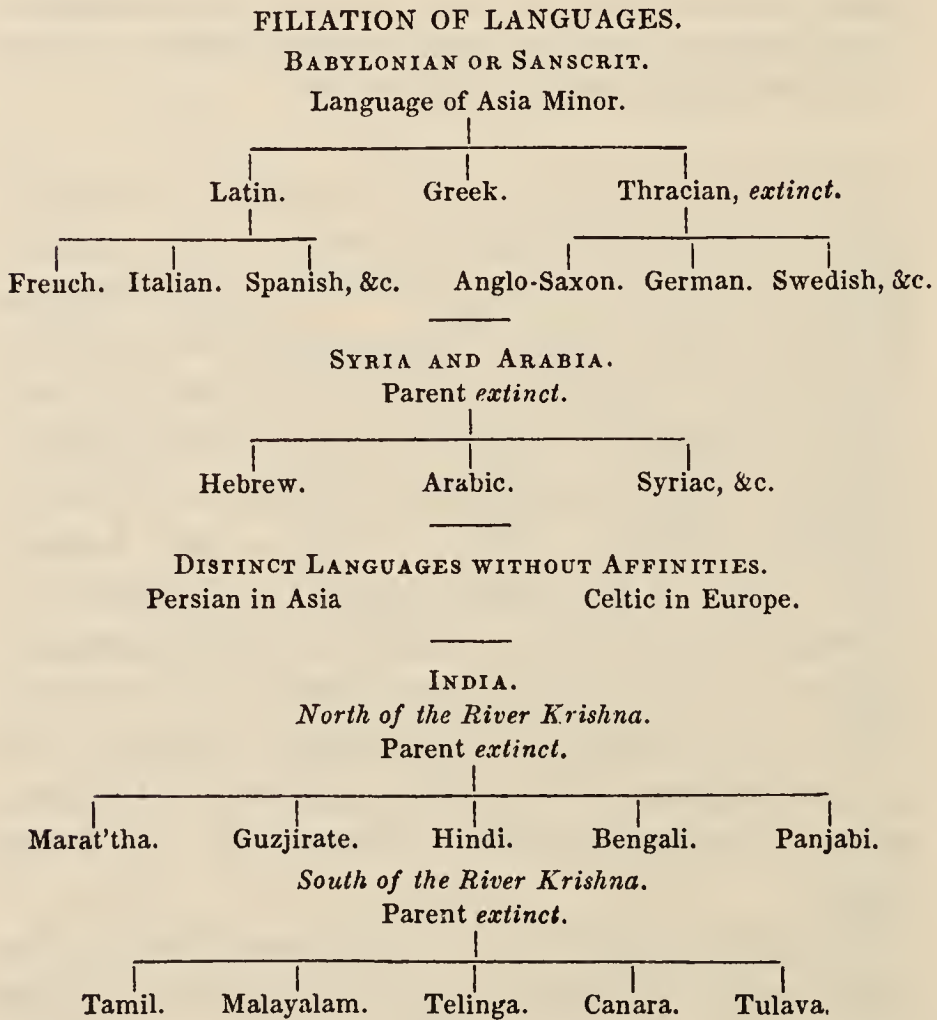 FILIATION OF LANGUAGES.
BABYLONIAN OR SANSCRIT.
Language of Asia Minor.
Latin. Greek. Thracian, extinct.
French. Italian. Spanish, &c. Anglo-Saxon. German. Swedish, &c.
SYRIA AND ARABIA.
Parent extinct.
Hebrew. Arabic. Syriac, &c.
DISTINCT LANGUAGES WITHOUT AFFINITIES.
Persian in Asia Celtic in Europe.
INDIA.
North of the River Krishna.
Parent extinct.
Marat'tha. Guzjirate. Hindi. Bengali. Panjabi.
South of the River Krishna.
Parent extinct.
Tamil. Malayalam. Telinga. Canara. Tulava.